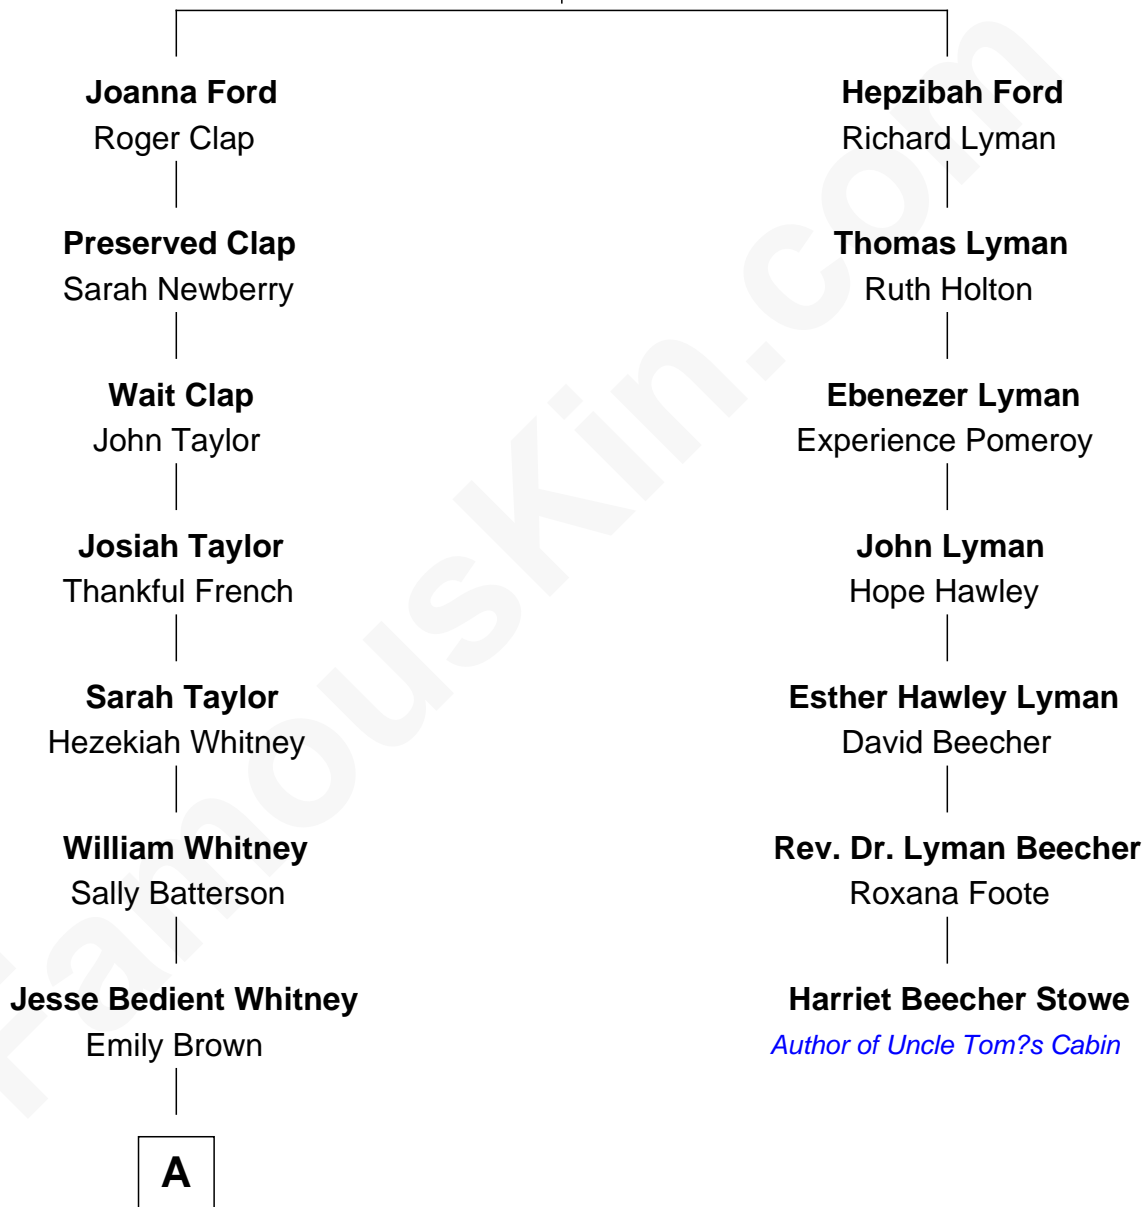 Joanna Ford
Roger Clap
Hepzibah Ford
Richard Lyman
Preserved Clap
Sarah Newberry
Thomas Lyman
Ruth Holton
Wait Clap
John Taylor
Ebenezer Lyman
Experience Pomeroy
Josiah Taylor
Thankful French
John Lyman
Hope Hawley
Sarah Taylor
Hezekiah Whitney
Esther Hawley Lyman
David Beecher
William Whitney
Sally Batterson
Rev. Dr. Lyman Beecher
Roxana Foote
Jesse Bedient Whitney
Emily Brown
Harriet Beecher Stowe
Author of Uncle Tom?s Cabin
A
FamousKin.com